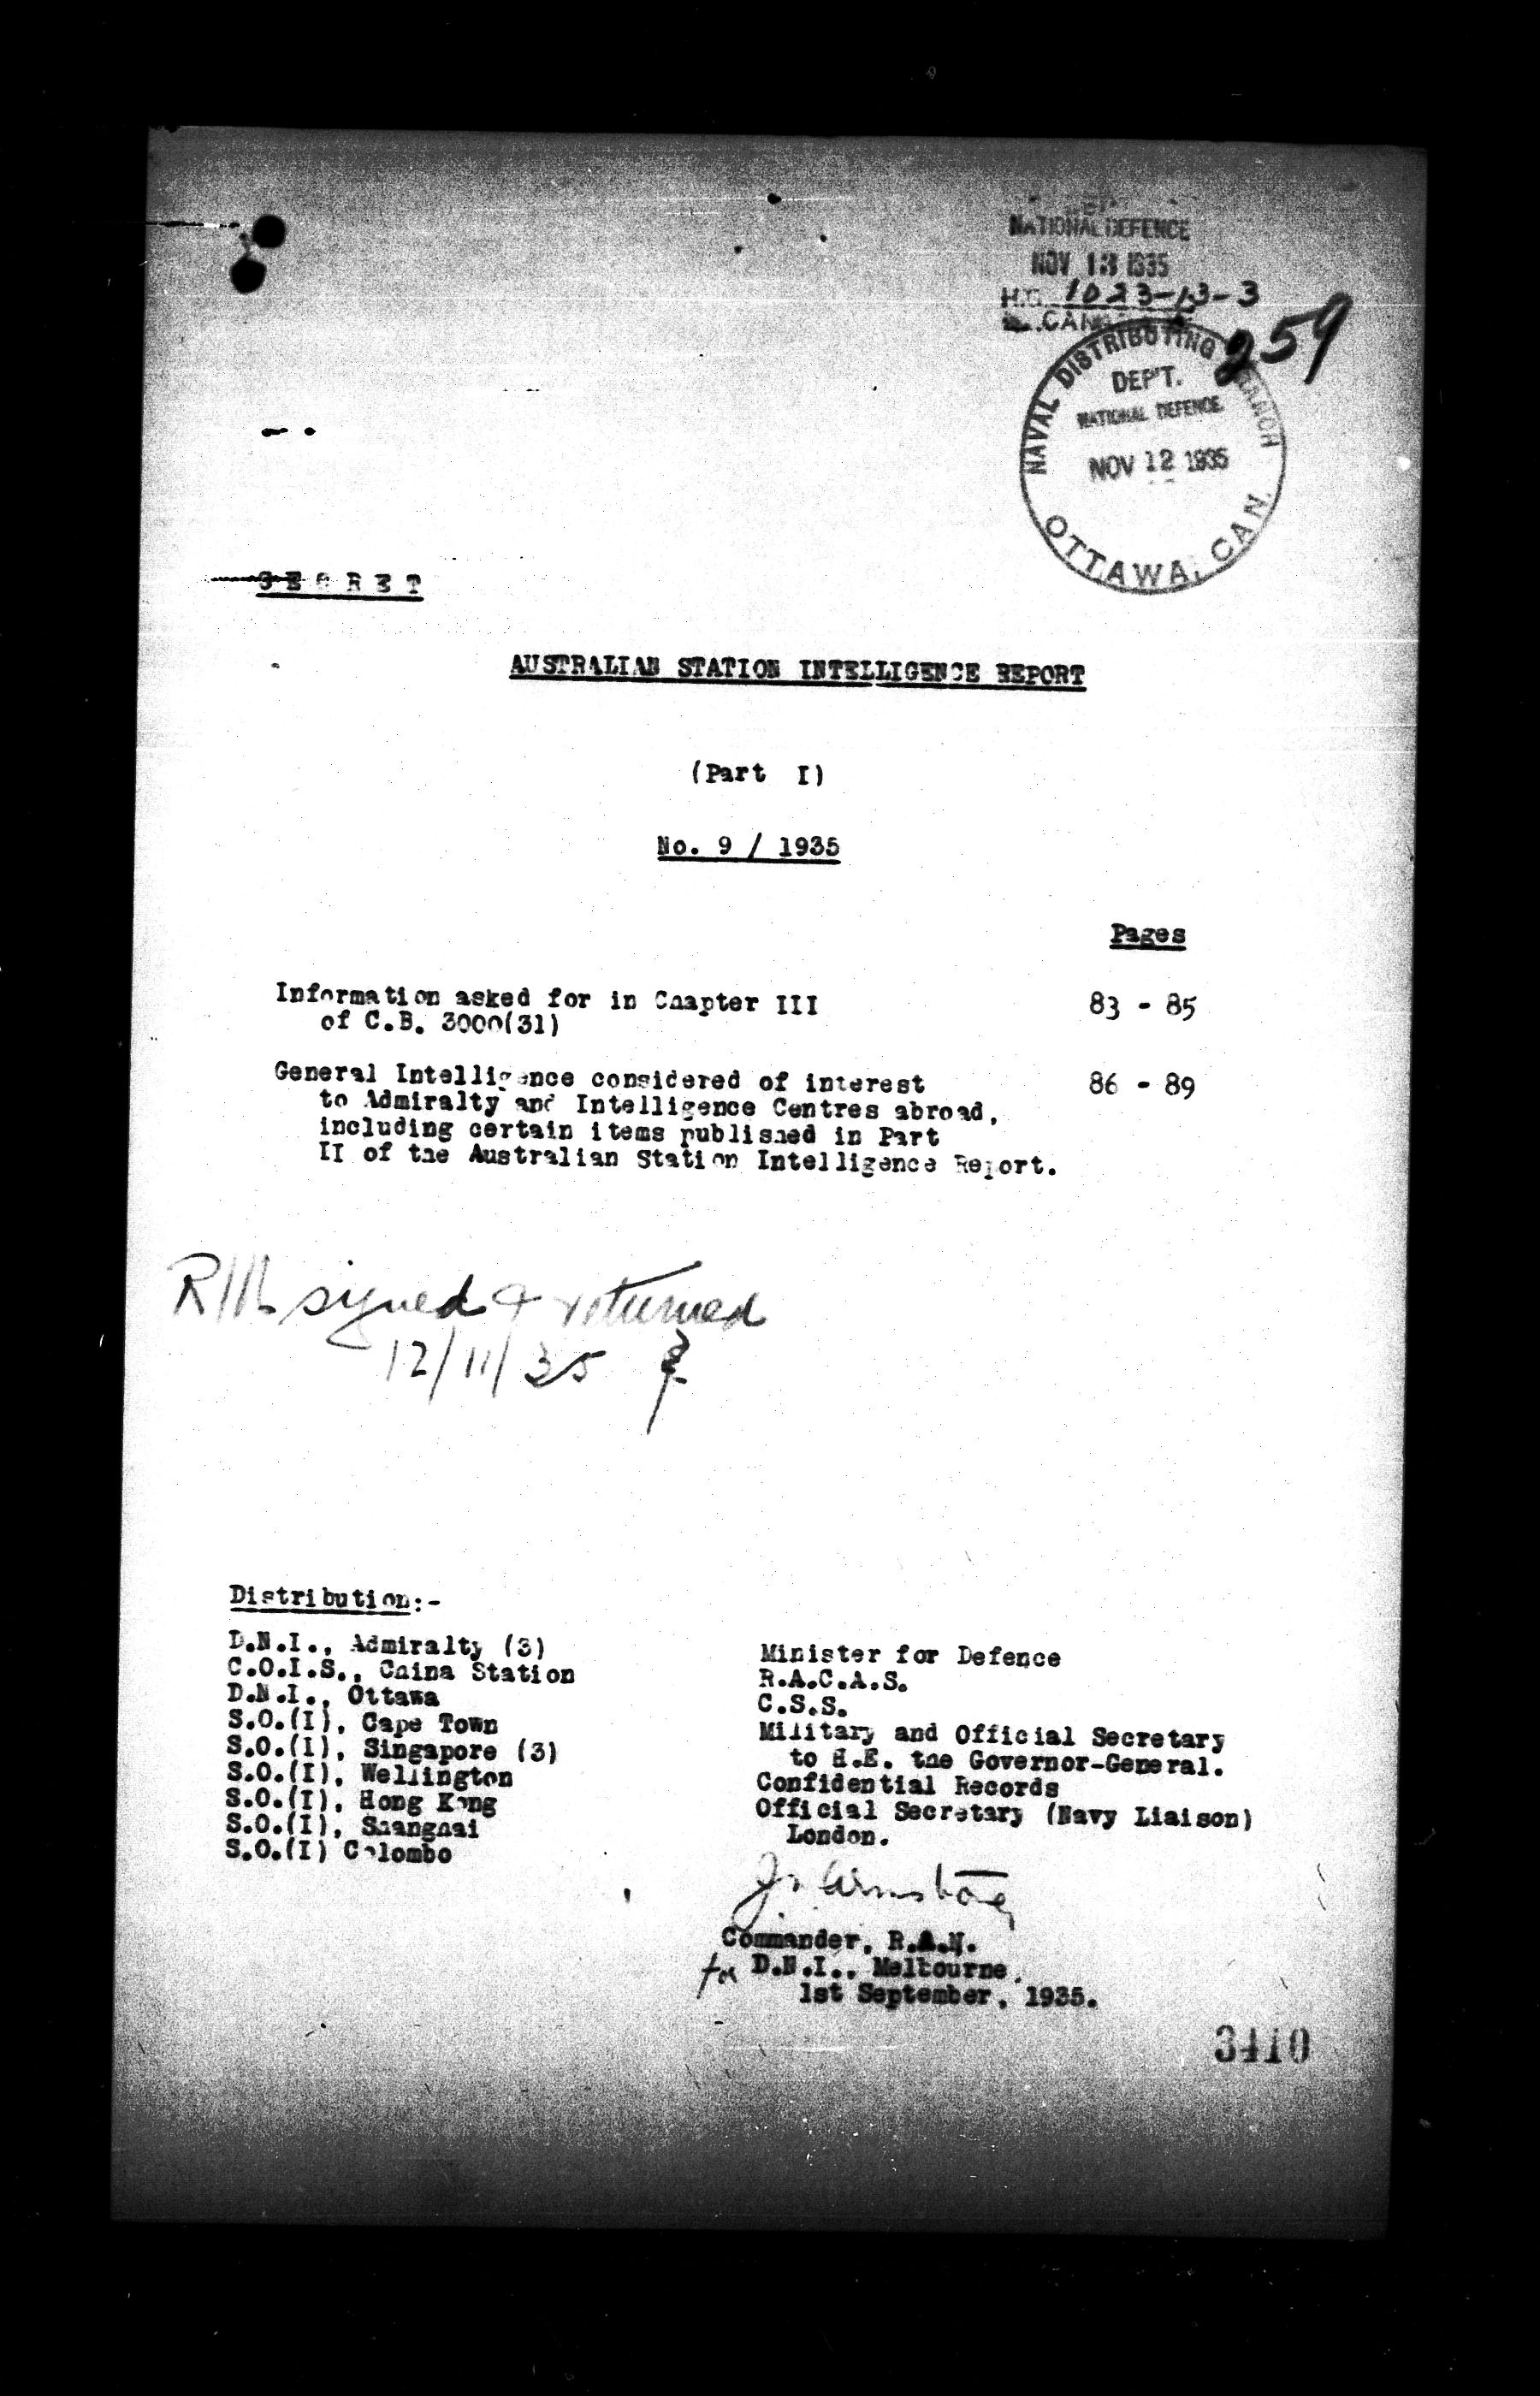 NATIONAL DEFENCE
NOV 13 1935
H.Q. 1023-13-3
259
NAVAL DISTRIBUTING BRANCH
DEP'T.
NATIONAL DEFENCE
NOV 12 1935
OTTAWA, CAN.
SECRET
AUSTRALIAN STATION INTELLIGENCE REPORT
(Part I)
No. 9 / 1935
Pages
Information asked for in Chapter III 83 - 85
of C.B. 3000(31)
General Intelligence considered of interest 86 - 89
to Admiralty and Intelligence Centres abroad,
including certain items published in Part
II of the Australian Station Intelligence Report.
signed & returned
12/11/35
Distribution:-
D.N.I., Admiralty (3)
C.O.I.S., China Station
D.N.I., Ottawa
S.O.(I), Cape Town
S.O.(I), Singapore (3)
S.O.(I), Wellington
S.O.(I), Hong Kong
S.O.(I), Shanghai
S.O.(I) Colombo
Minister for Defence
R.A.C.A.S.
C.S.S.
Military and Official Secretary
to H.E. the Governor-General.
Confidential Records
Official Secretary (Navy Liaison)
London.
Commander, R.A.N.
for D.N.I., Melbourne.
1st September, 1935.
3410